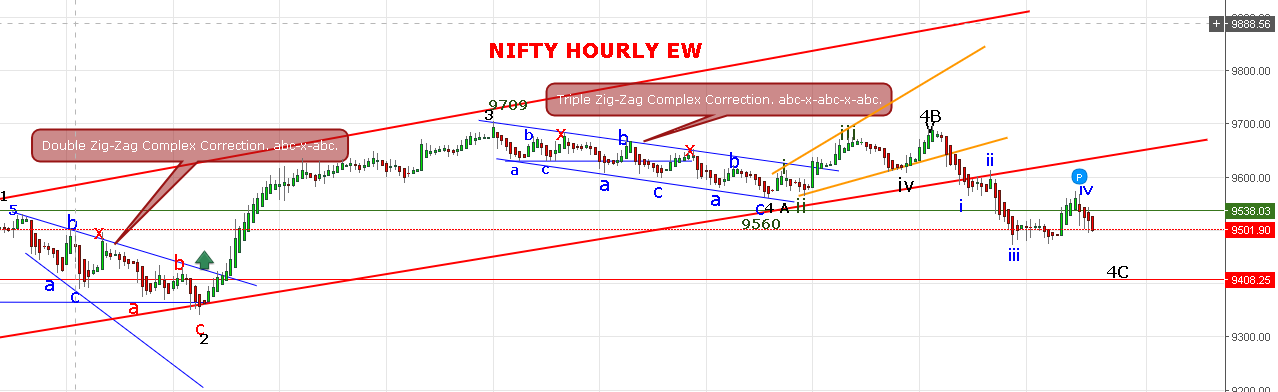 NIFTY HOURLY EW
Double Zig-Zag Complex Correction. abc-x-abc.
Triple Zig-Zag Complex Correction. abc-x-abc-x-abc.
1
5
a
b
c
x
a
b
c
2
9709
3
a
b
c
x
a
b
c
x
a
b
c
4 A
9560
i
ii
iii
iv
v
4B
i
ii
iii
iv
P
4C
+ 9888.56
9800.00
9700.00
9600.00
9538.03
9501.90
9408.25
9300.00
9200.00